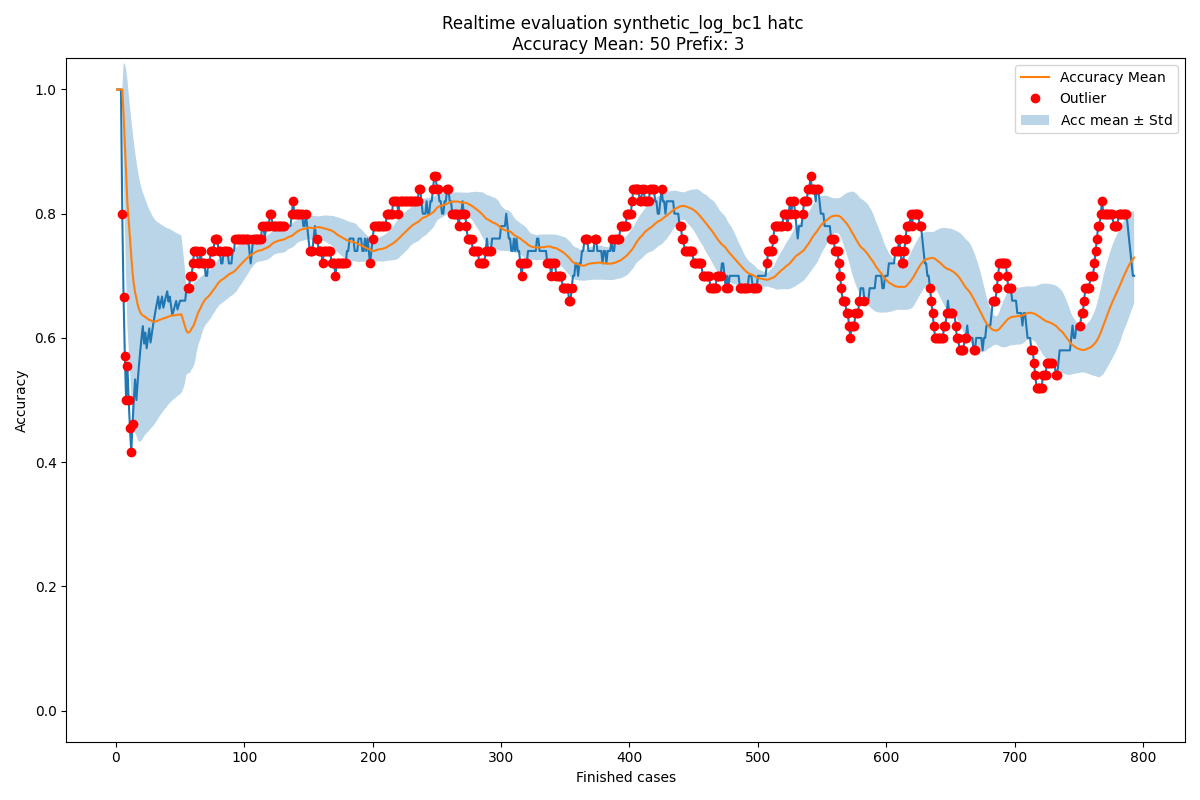 Realtime evaluation synthetic_log_bc1 hatc
Accuracy Mean: 50 Prefix: 3
Accuracy Mean
Outlier
Acc mean ± Std
1.0
0.8
0.6
0.4
0.2
0.0
Accuracy
0 100 200 300 400 500 600 700 800
Finished cases